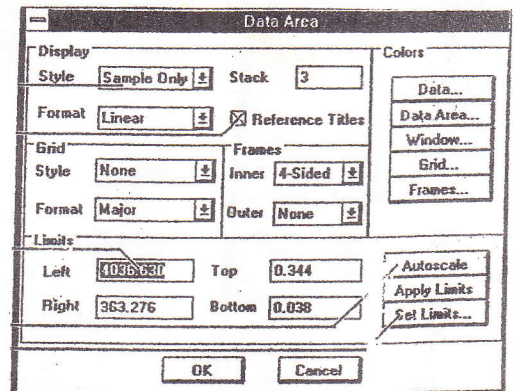 Data Area
Display
Style Sample Only Stack 3
Format Linear Reference Titles
Grid
Style None
Format Major
Frames
Inner 4-Sided
Outer None
Limits
Left 4036.630 Top 0.344
Right 363.276 Bottom 0.038
Colors
Data...
Data Area...
Window...
Grid...
Frames...
Autoscale
Apply Limits
Set Limits...
OK Cancel